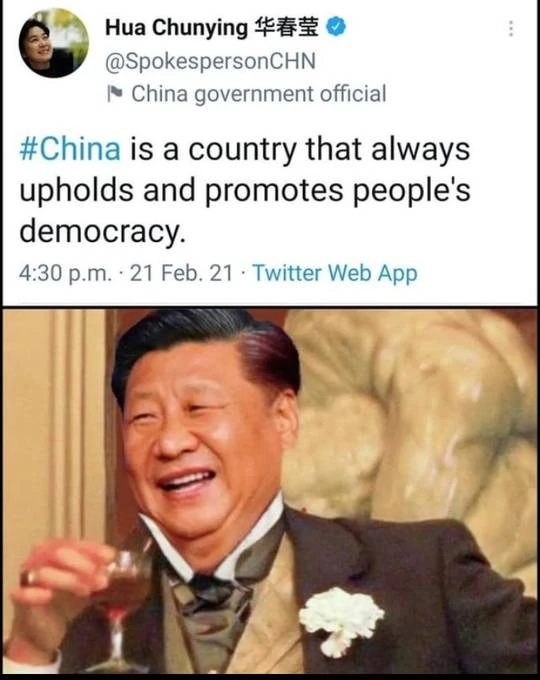 Hua Chunying 华春莹
@SpokespersonCHN
China government official
#China is a country that always
upholds and promotes people's
democracy.
4:30 p.m. · 21 Feb. 21 · Twitter Web App